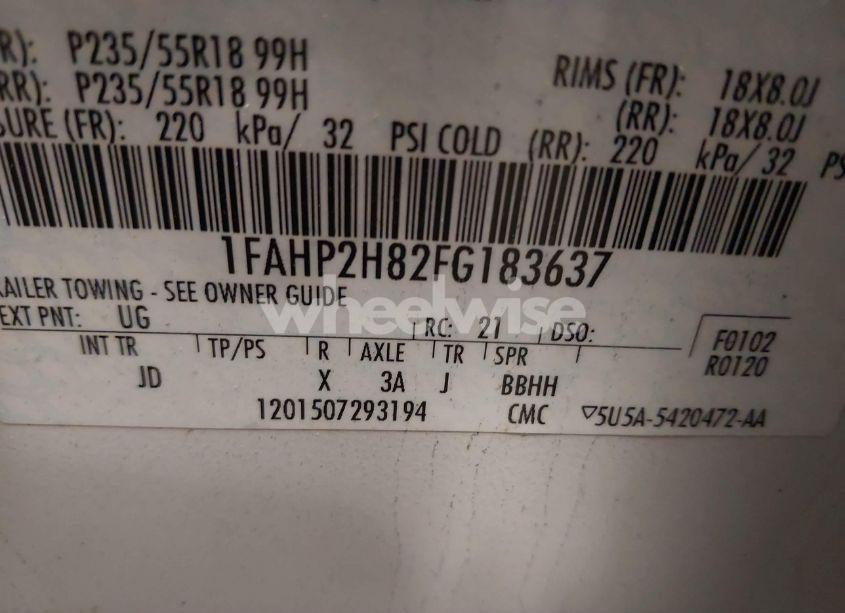 R): P235/55R18 99H RIMS (FR): 18X8.0J
RR): P235/55R18 99H (RR): 18X8.0J
SURE (FR): 220 kPa/ 32 PSI COLD (RR): 220 kPa/ 32 PS
1FAHP2H82FG183637
wheelwise
RAILER TOWING - SEE OWNER GUIDE
EXT PNT: UG RC: 21 DSO:
INT TR TP/PS R AXLE TR SPR F0102
JD X 3A J BBHH R0120
1201507293194 CMC 5U5A-5420472-AA